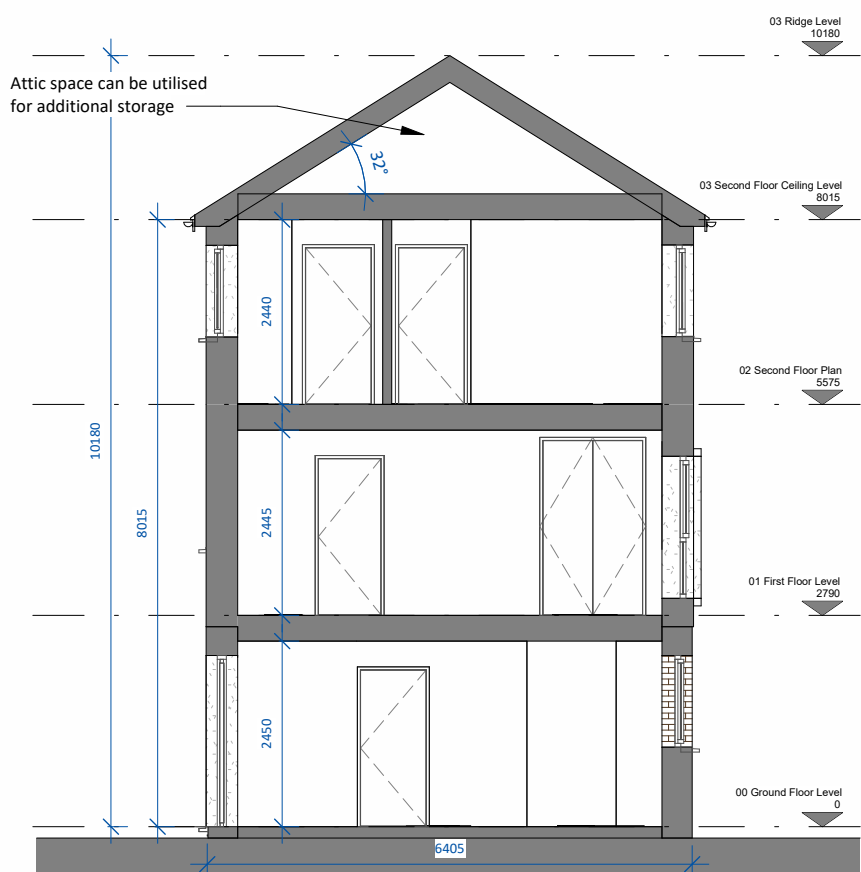 03 Ridge Level
10180
Attic space can be utilised
for additional storage
32°
03 Second Floor Ceiling Level
8015
2440
02 Second Floor Plan
5575
10180
8015
2445
01 First Floor Level
2790
2450
00 Ground Floor Level
0
6405